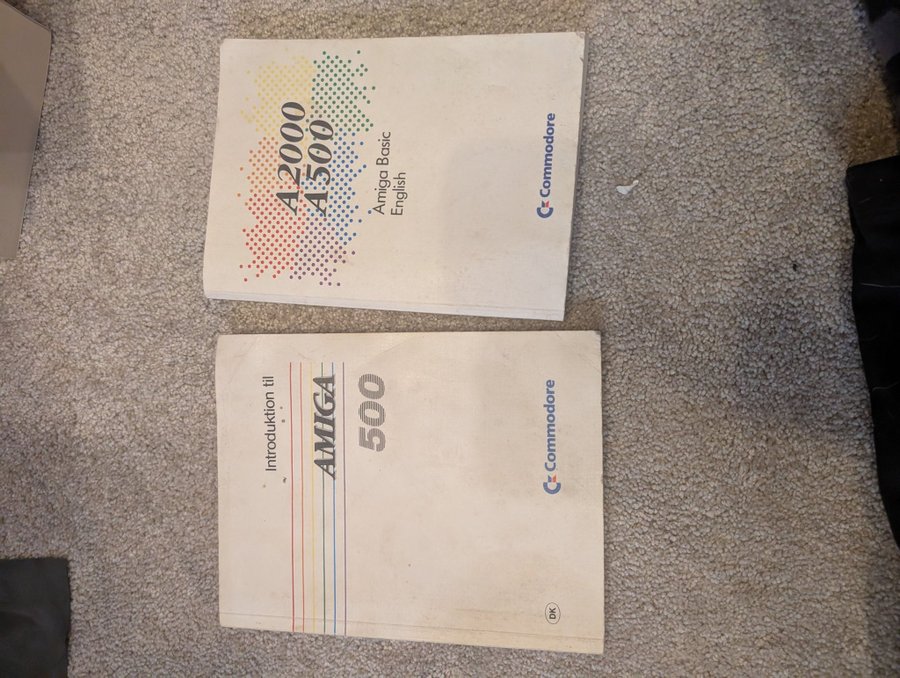 A2000
A500
Amiga Basic
English
Commodore
Introduktion til
AMIGA
500
Commodore
DK